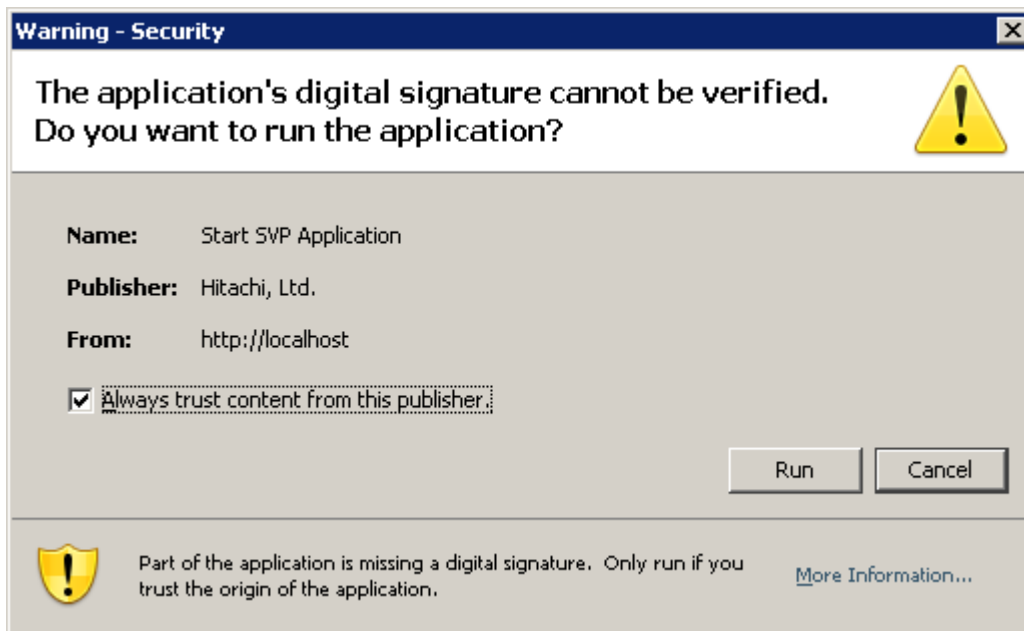 Warning - Security
The application's digital signature cannot be verified.
Do you want to run the application?
Name: Start SVP Application
Publisher: Hitachi, Ltd.
From: http://localhost
Always trust content from this publisher.
Run Cancel
Part of the application is missing a digital signature. Only run if you
trust the origin of the application.
More Information...